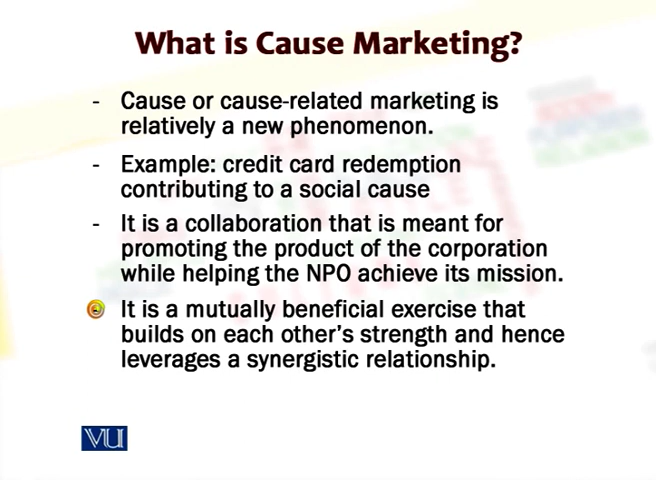 What is Cause Marketing?
- Cause or cause-related marketing is
relatively a new phenomenon.
- Example: credit card redemption
contributing to a social cause
- It is a collaboration that is meant for
promoting the product of the corporation
while helping the NPO achieve its mission.
It is a mutually beneficial exercise that
builds on each other's strength and hence
leverages a synergistic relationship.
VU